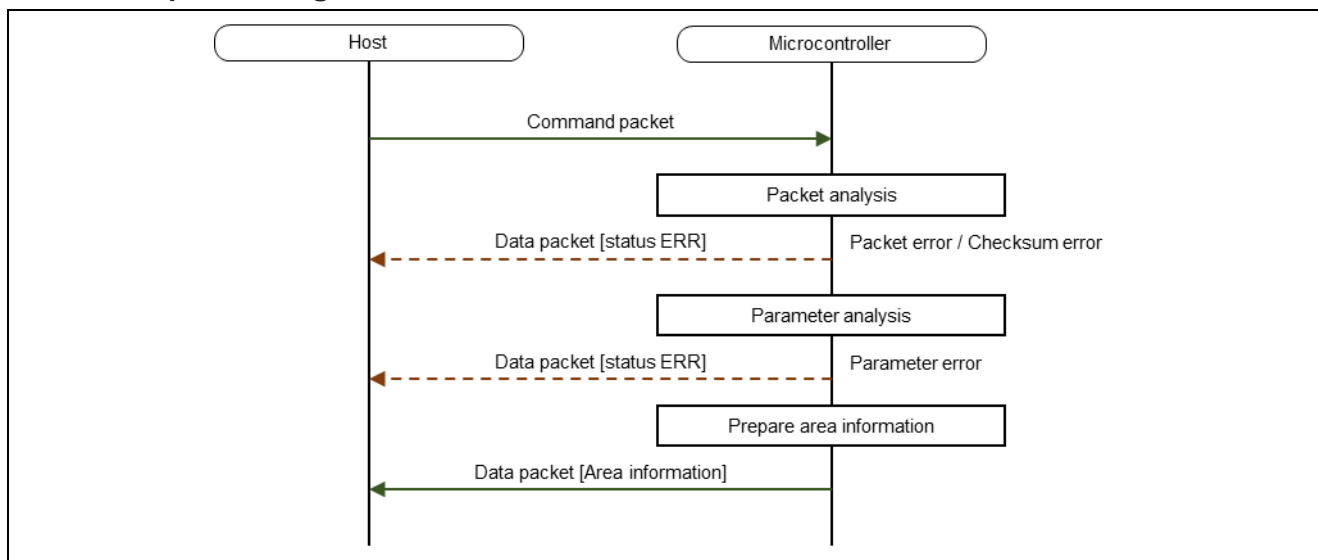 Host
Microcontroller
Command packet
Packet analysis
Data packet [status ERR]
Packet error / Checksum error
Parameter analysis
Data packet [status ERR]
Parameter error
Prepare area information
Data packet [Area information]